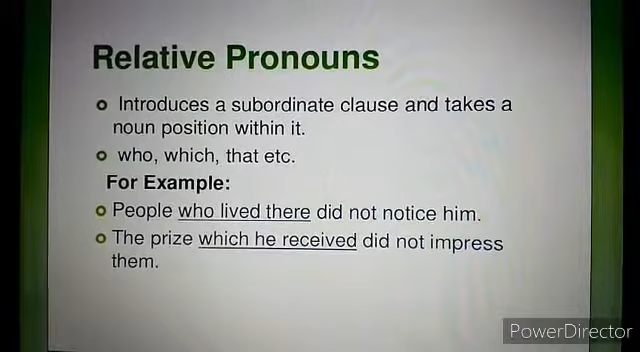 Relative Pronouns
Introduces a subordinate clause and takes a
noun position within it.
who, which, that etc.
For Example:
People who lived there did not notice him.
The prize which he received did not impress
them.
PowerDirector